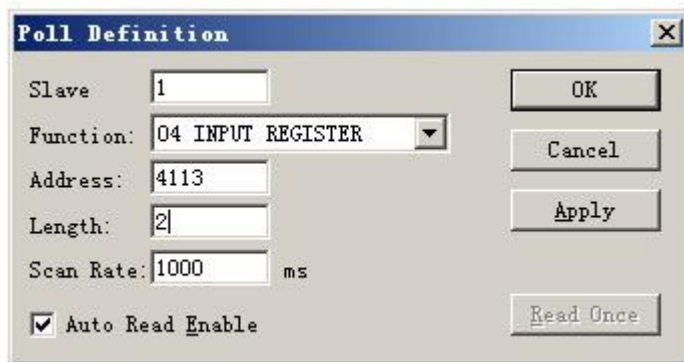 Poll Definition
Slave 1
OK
Function: 04 INPUT REGISTER
Cancel
Address: 4113
Apply
Length: 2
Scan Rate: 1000 ms
Auto Read Enable
Read Once